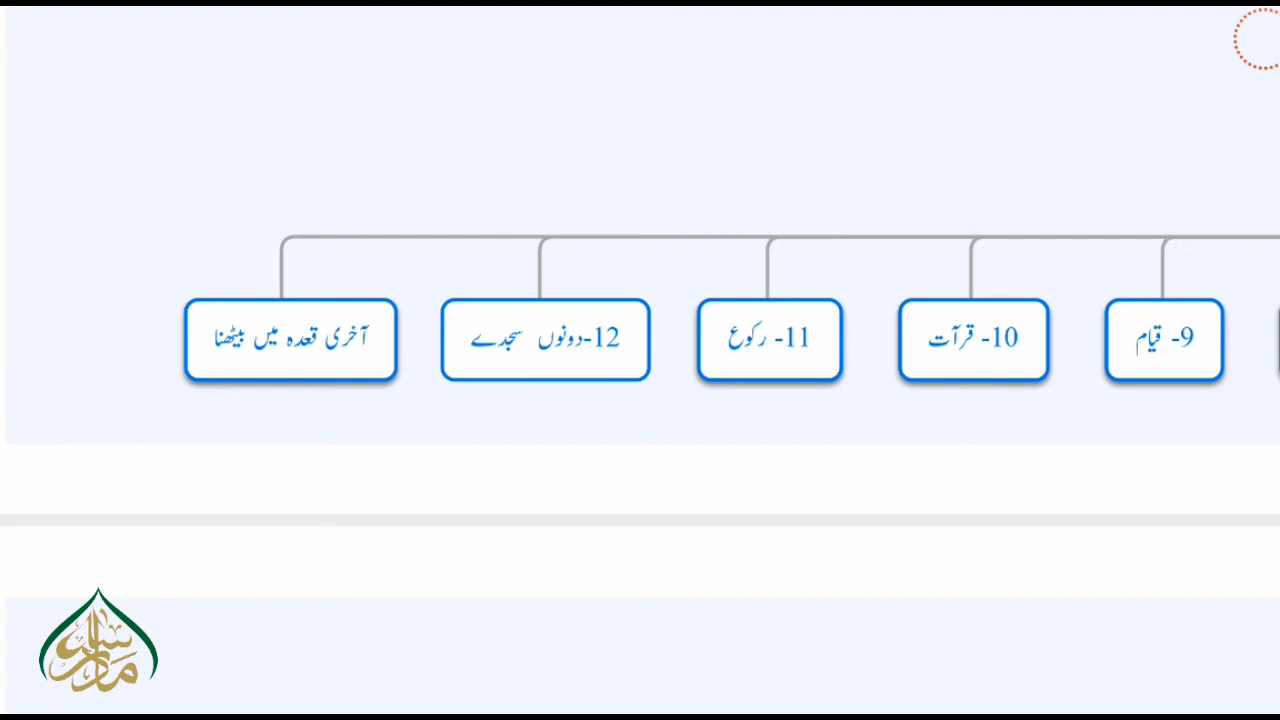 9- قیام
10- قرآت
11- رکوع
12-دونوں سجدے
آخری قعدہ میں بیٹھنا